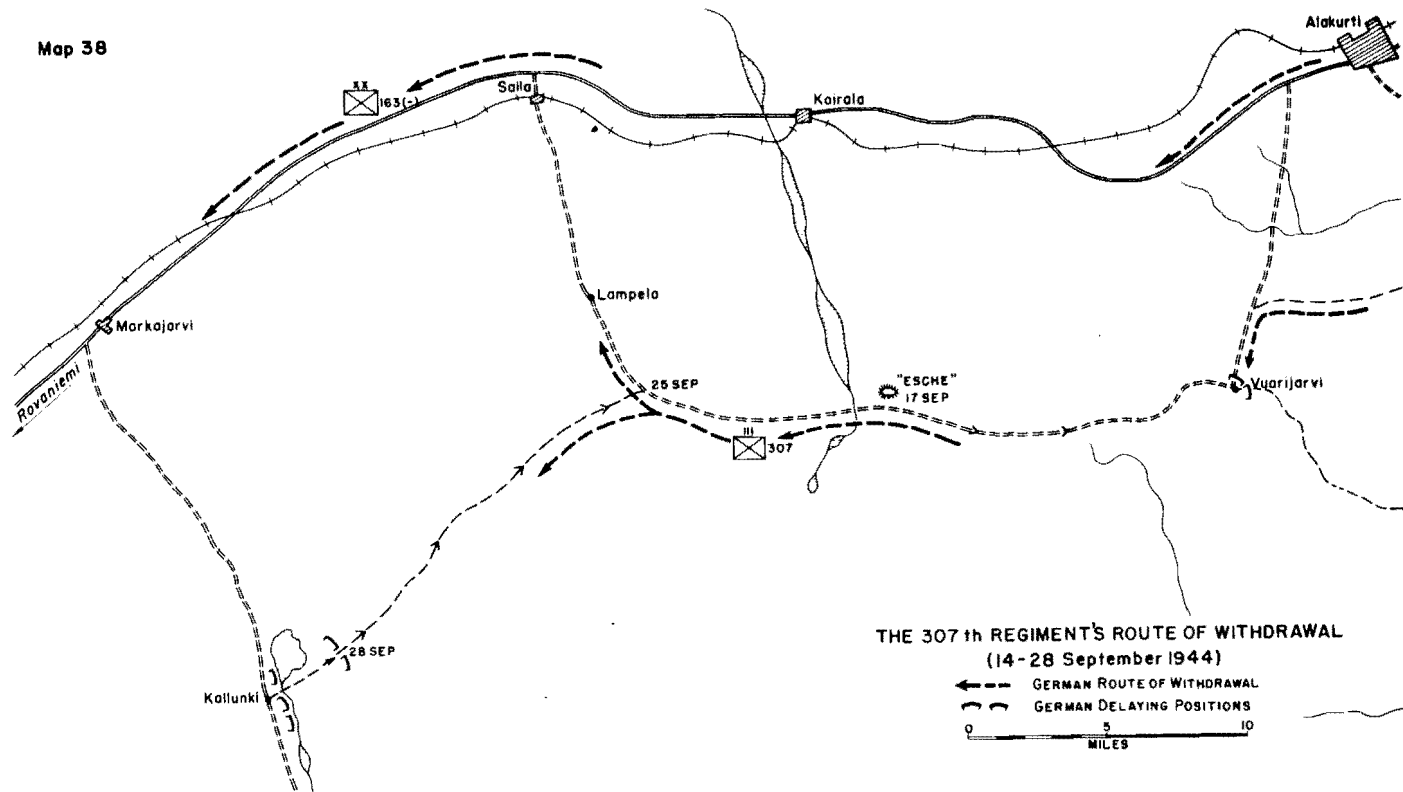 Map 38
Alakurti
XX
163(-)
Salla
Kairala
Lampela
Markajarvi
Rovaniemi
25 SEP
"ESCHE"
17 SEP
Vuorijarvi
III
307
28 SEP
Kallunki
THE 307th REGIMENT'S ROUTE OF WITHDRAWAL
(14-28 September 1944)
GERMAN ROUTE OF WITHDRAWAL
GERMAN DELAYING POSITIONS
0 5 10
MILES